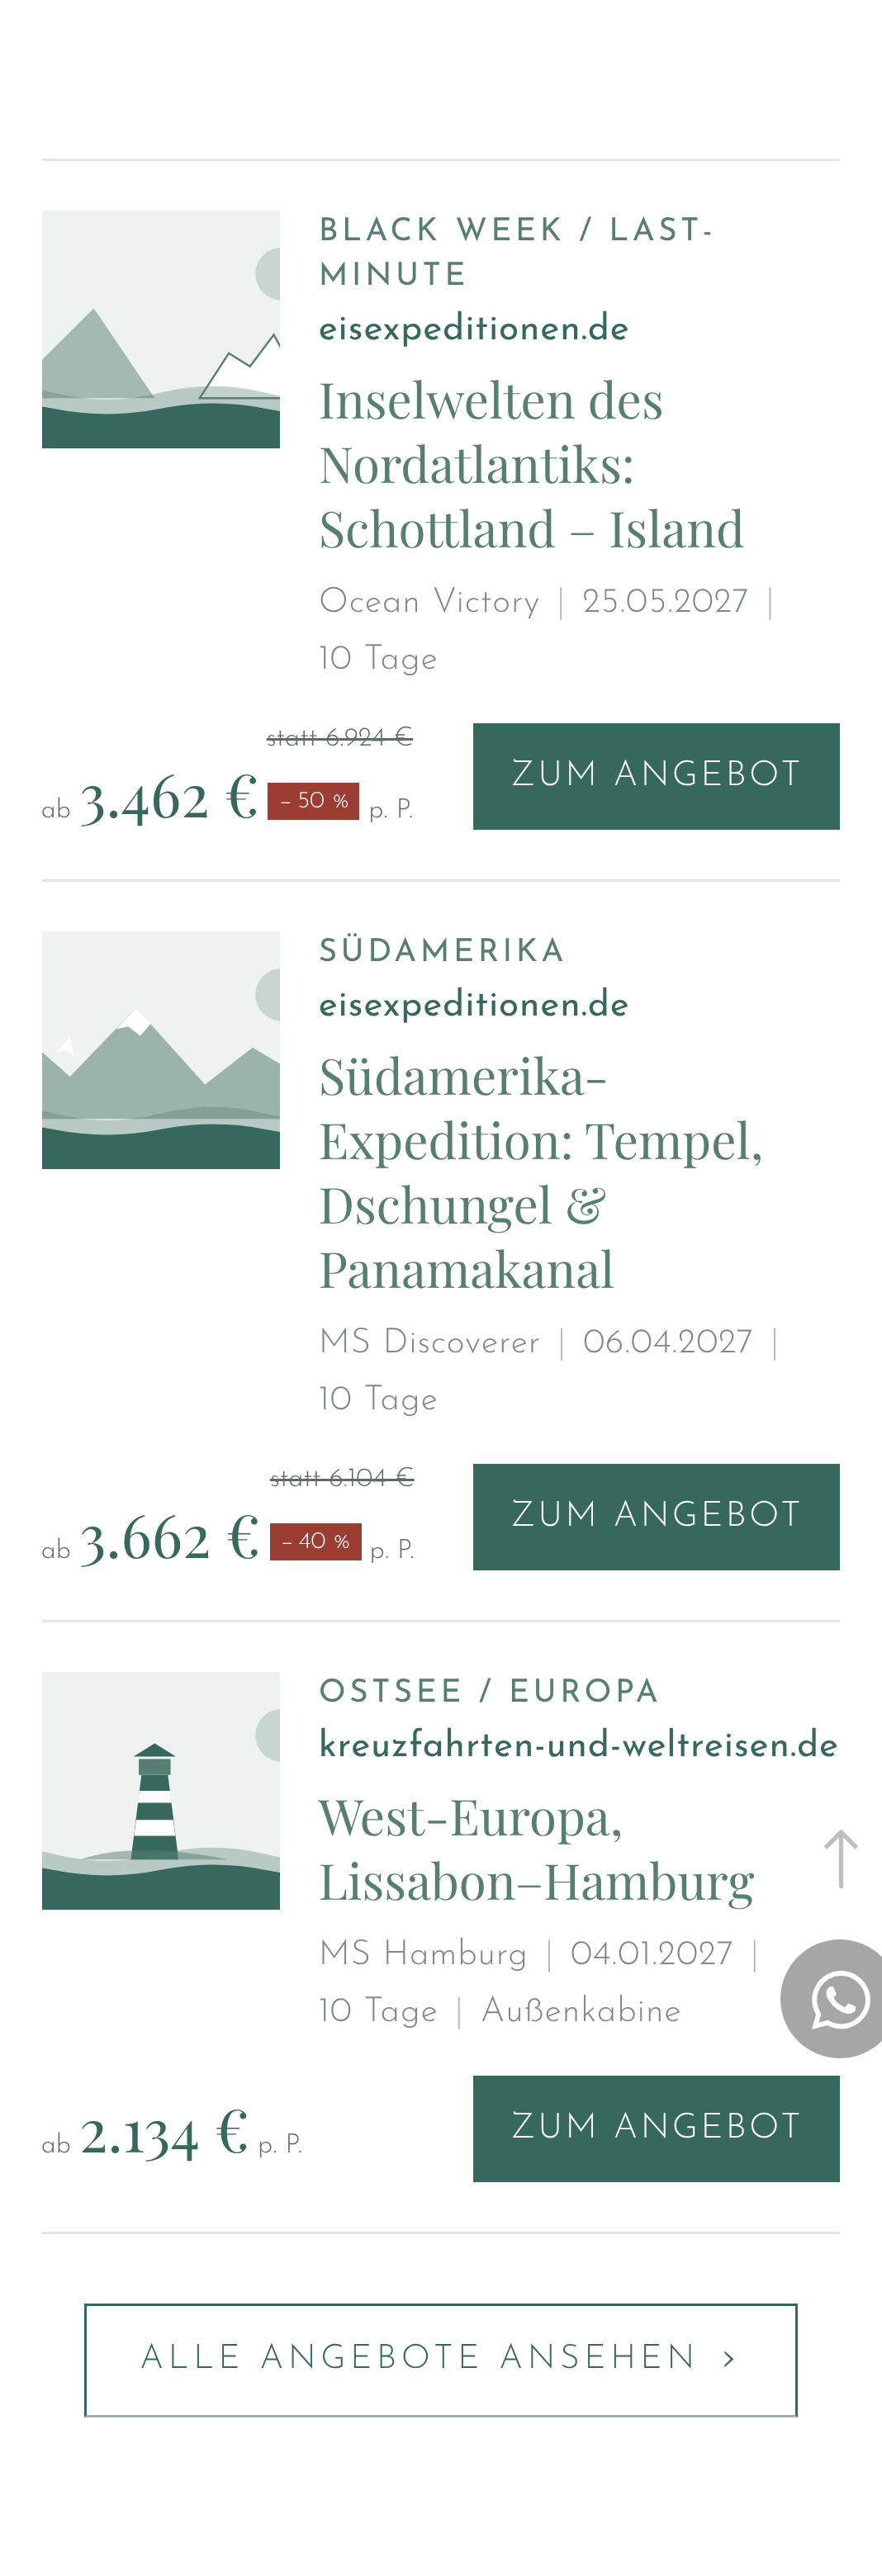 BLACK WEEK / LAST-
MINUTE
eisexpeditionen.de
Inselwelten des
Nordatlantiks:
Schottland – Island
Ocean Victory | 25.05.2027 |
10 Tage
statt 6.924 €
ab 3.462 € – 50 % p. P.
ZUM ANGEBOT
SÜDAMERIKA
eisexpeditionen.de
Südamerika-
Expedition: Tempel,
Dschungel &
Panamakanal
MS Discoverer | 06.04.2027 |
10 Tage
statt 6.104 €
ab 3.662 € – 40 % p. P.
ZUM ANGEBOT
OSTSEE / EUROPA
kreuzfahrten-und-weltreisen.de
West-Europa,
Lissabon–Hamburg
MS Hamburg | 04.01.2027 |
10 Tage | Außenkabine
ab 2.134 € p. P.
ZUM ANGEBOT
ALLE ANGEBOTE ANSEHEN ›